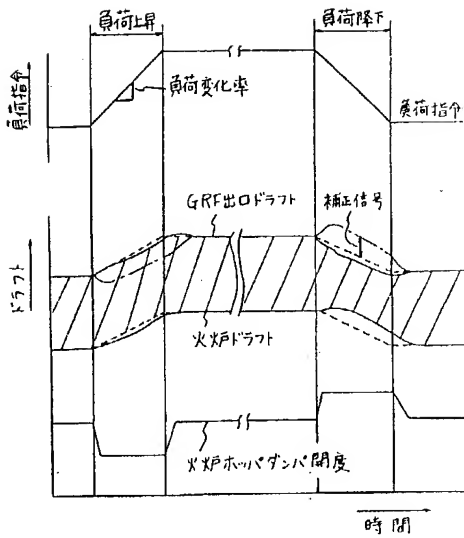 負荷上昇
負荷降下
負荷指令
負荷変化率
負荷指令
GRF出口ドラフト
補正信号
ドラフト
火炉ドラフト
火炉ホッパダンパ開度
時間